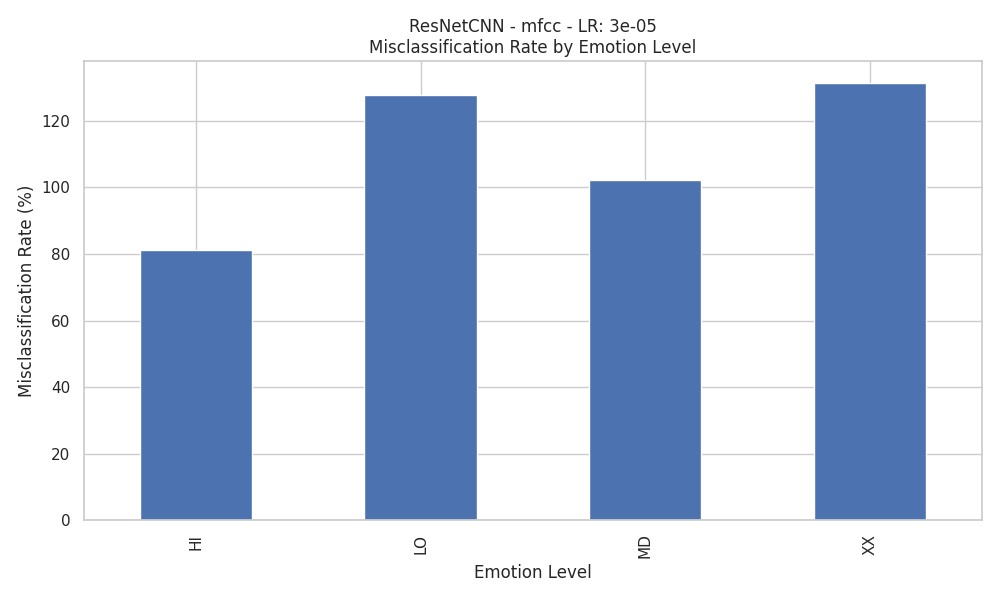 ResNetCNN - mfcc - LR: 3e-05
Misclassification Rate by Emotion Level
Misclassification Rate (%)
120
100
80
60
40
20
0
HI
LO
MD
XX
Emotion Level